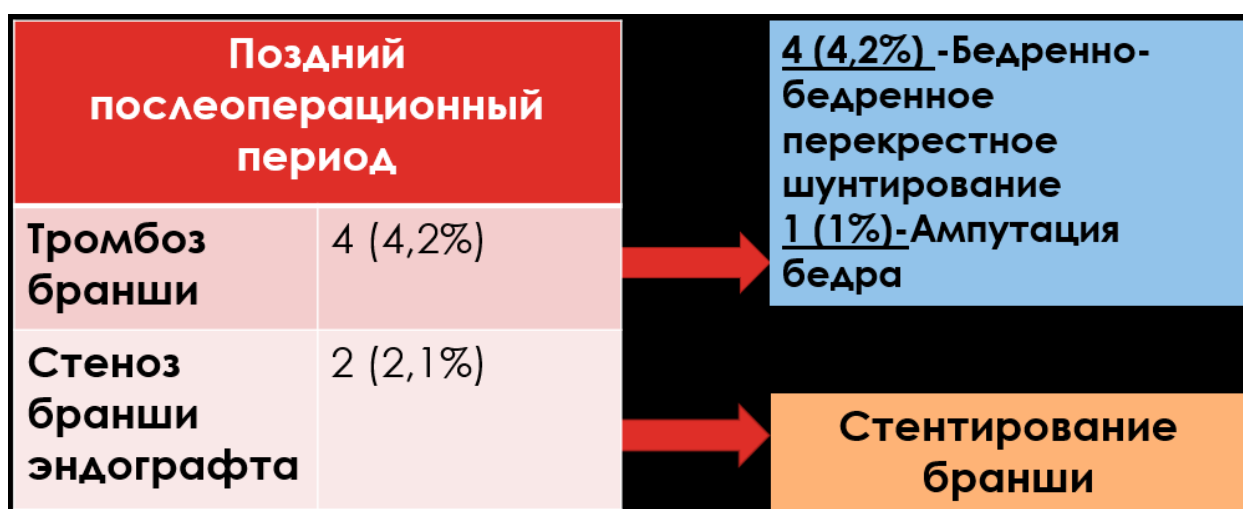 Поздний
послеоперационный
период
Тромбоз
бранши
4 (4,2%)
Стеноз
бранши
эндографта
2 (2,1%)
4 (4,2%) -Бедренно-
бедренное
перекрестное
шунтирование
1 (1%)-Ампутация
бедра
Стентирование
бранши